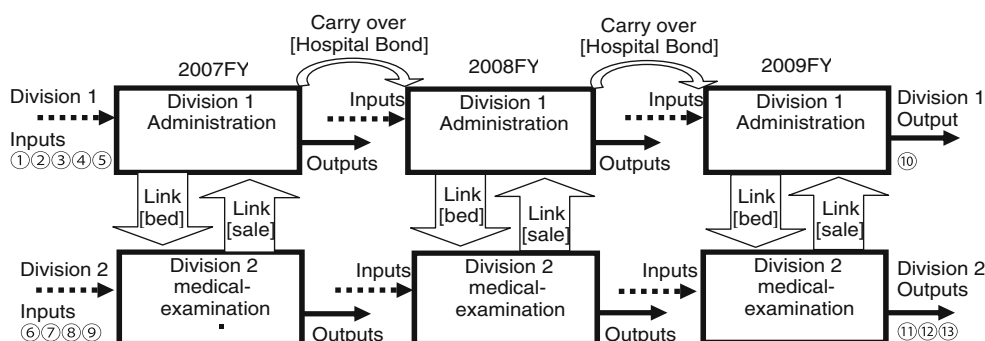 Carry over
[Hospital Bond]
Carry over
[Hospital Bond]
2007FY
2008FY
2009FY
Division 1
Inputs
①②③④⑤
Division 1
Administration
Outputs
Inputs
Division 1
Administration
Outputs
Inputs
Division 1
Administration
Division 1
Output
⑩
Link
[bed]
Link
[sale]
Link
[bed]
Link
[sale]
Link
[bed]
Link
[sale]
Division 2
Inputs
⑥⑦⑧⑨
Division 2
medical-
examination
Outputs
Inputs
Division 2
medical-
examination
Outputs
Inputs
Division 2
medical-
examination
Division 2
Outputs
⑪⑫⑬